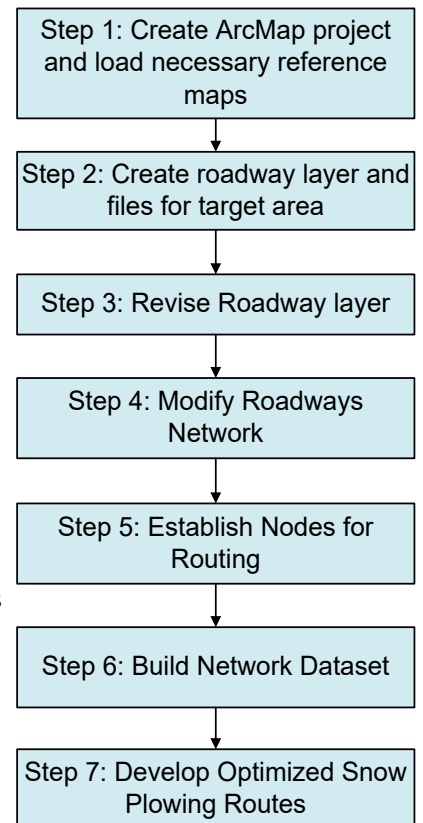 Step 1: Create ArcMap project
and load necessary reference
maps
Step 2: Create roadway layer and
files for target area
Step 3: Revise Roadway layer
Step 4: Modify Roadways
Network
Step 5: Establish Nodes for
Routing
Step 6: Build Network Dataset
Step 7: Develop Optimized Snow
Plowing Routes